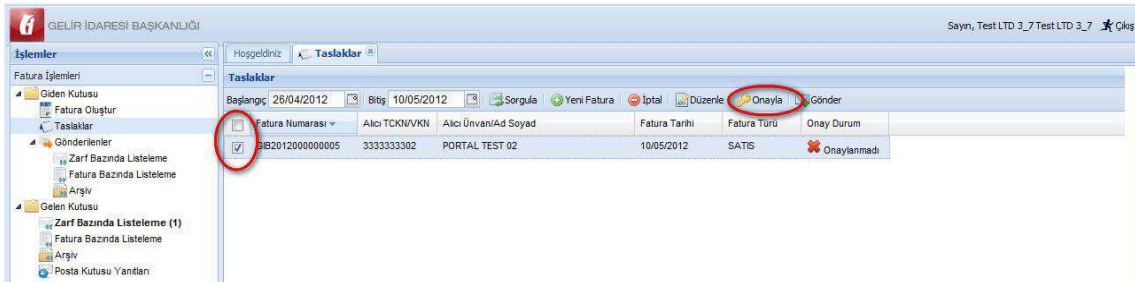 GELİR İDARESİ BAŞKANLIĞI
Sayın, Test LTD 3_7 Test LTD 3_7 Çıkış
İşlemler
Hoşgeldiniz Taslaklar
Fatura İşlemleri
Taslaklar
Giden Kutusu
Başlangıç 26/04/2012 Bitiş 10/05/2012 Sorgula Yeni Fatura İptal Düzenle Onayla Gönder
Fatura Oluştur
Taslaklar
Fatura Numarası Alıcı TCKN/VKN Alıcı Ünvan/Ad Soyad Fatura Tarihi Fatura Türü Onay Durum
Gönderilenler
GIB2012000000005 3333333302 PORTAL TEST 02 10/05/2012 SATIS Onaylanmadı
Zarf Bazında Listeleme
Fatura Bazında Listeleme
Arşiv
Gelen Kutusu
Zarf Bazında Listeleme (1)
Fatura Bazında Listeleme
Arşiv
Posta Kutusu Yanıtları